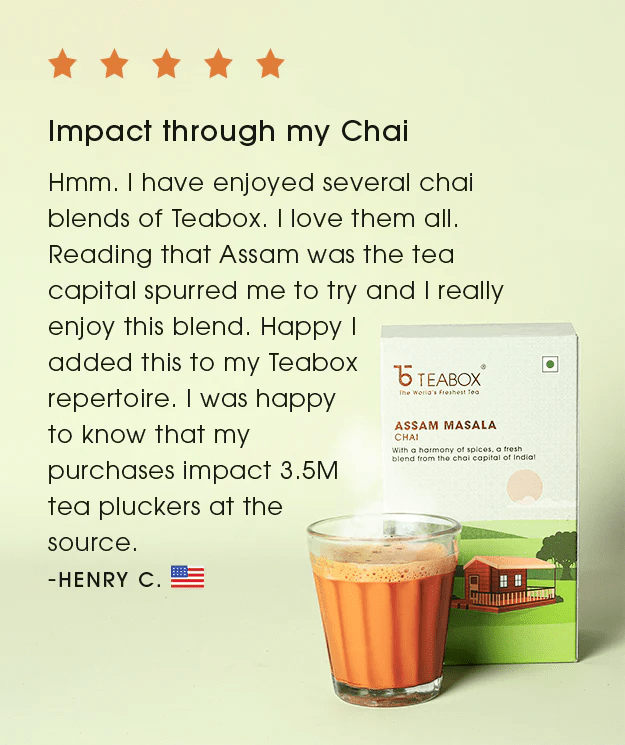 Impact through my Chai
Hmm. I have enjoyed several chai
blends of Teabox. I love them all.
Reading that Assam was the tea
capital spurred me to try and I really
enjoy this blend. Happy I
added this to my Teabox
repertoire. I was happy
to know that my
purchases impact 3.5M
tea pluckers at the
source.
-HENRY C.
TEABOX®
The World's Freshest Tea
ASSAM MASALA
CHAI
With a harmony of spices, a fresh
blend from the chai capital of India!